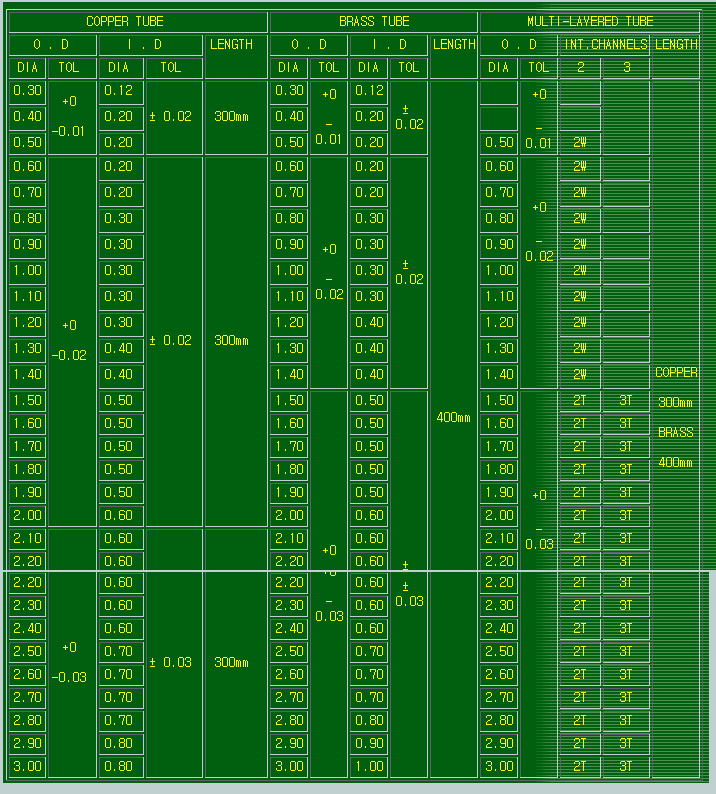 COPPER TUBE BRASS TUBE MULTI-LAYERED TUBE
O . D I . D LENGTH O . D I . D LENGTH O . D INT.CHANNELS LENGTH
DIA TOL DIA TOL DIA TOL DIA TOL DIA TOL 2 3
0.30 +0 0.12 0.30 +0 0.12 +0
0.40 -0.01 0.20 ± 0.02 300mm 0.40 - 0.20 ± 0.02 -
0.50 0.20 0.50 0.01 0.20 0.50 0.01 2W
0.60 0.20 0.60 0.20 0.60 2W
0.70 0.20 0.70 0.20 0.70 +0 2W
0.80 0.30 0.80 0.30 0.80 2W
0.90 0.30 0.90 +0 0.30 0.90 - 2W
1.00 0.30 1.00 - 0.30 ± 0.02 1.00 0.02 2W
1.10 0.30 1.10 0.02 0.30 1.10 2W
1.20 +0 0.30 1.20 0.40 1.20 2W
1.30 -0.02 0.40 ± 0.02 300mm 1.30 0.40 1.30 2W
1.40 0.40 1.40 0.40 1.40 2W COPPER
1.50 0.50 1.50 0.50 400mm 1.50 2T 3T 300mm
1.60 0.50 1.60 0.50 1.60 2T 3T BRASS
1.70 0.50 1.70 0.50 1.70 2T 3T
1.80 0.50 1.80 0.50 1.80 2T 3T 400mm
1.90 0.50 1.90 0.50 1.90 +0 2T 3T
2.00 0.60 2.00 0.60 2.00 - 2T 3T
2.10 0.60 2.10 +0 0.60 2.10 0.03 2T 3T
2.20 0.60 2.20 0.60 ± 2.20 2T 3T
2.20 0.60 2.20 0.60 ± 2.20 2T 3T
2.30 0.60 2.30 - 0.60 0.03 2.30 2T 3T
2.40 +0 0.60 2.40 0.03 0.60 2.40 2T 3T
2.50 0.70 ± 0.03 300mm 2.50 0.70 2.50 2T 3T
2.60 -0.03 0.70 2.60 0.70 2.60 2T 3T
2.70 0.70 2.70 0.70 2.70 2T 3T
2.80 0.70 2.80 0.80 2.80 2T 3T
2.90 0.80 2.90 0.90 2.90 2T 3T
3.00 0.80 3.00 1.00 3.00 2T 3T